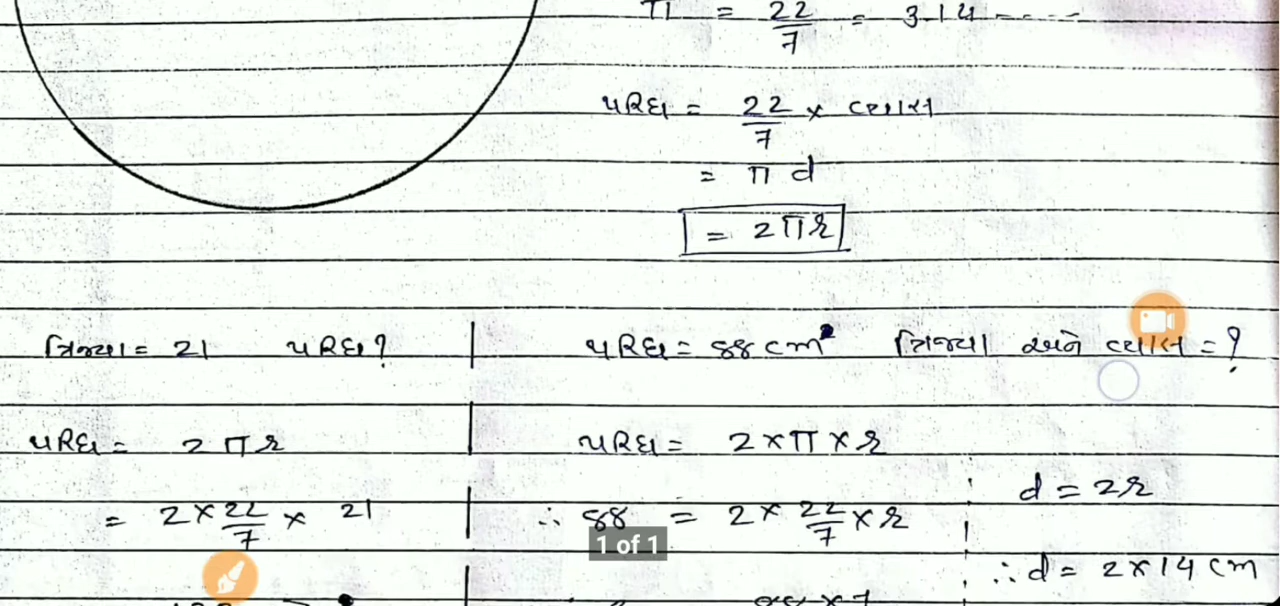 π = 22/7 = 3.14 -----
પરિઘ = 22/7 × વ્યાસ
= π d
= 2πr
ત્રિજ્યા = 21 પરિઘ?
પરિઘ = 2πr
= 2 × 22/7 × 21
પરિઘ = 88 cm² ત્રિજ્યા અને વ્યાસ = ?
પરિઘ = 2 × π × r
∴ 88 = 2 × 22/7 × r
d = 2r
∴ d = 2 × 14 cm
1 of 1